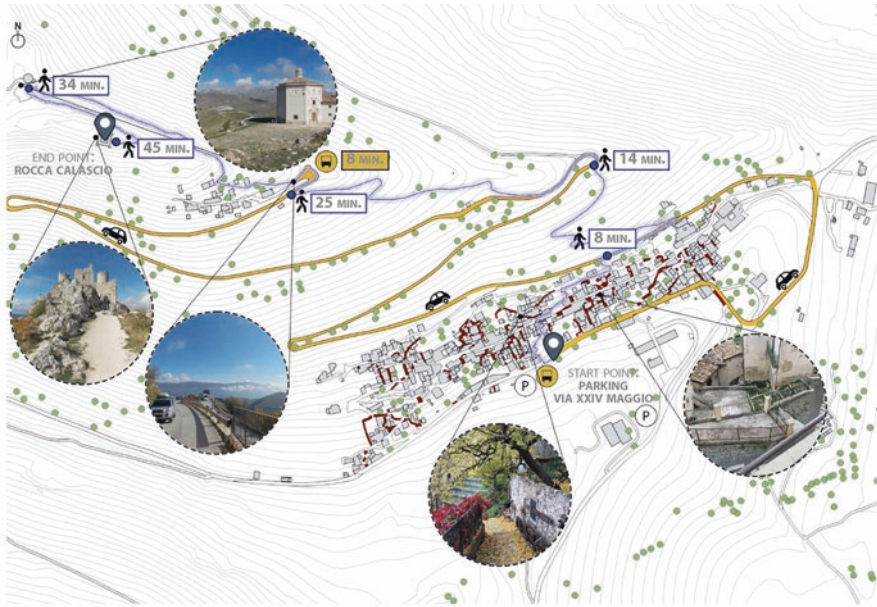 N
34 MIN.
END POINT:
ROCCA CALASCIO
45 MIN.
8 MIN.
25 MIN.
14 MIN.
8 MIN.
START POINT:
PARKING
VIA XXIV MAGGIO
P
P